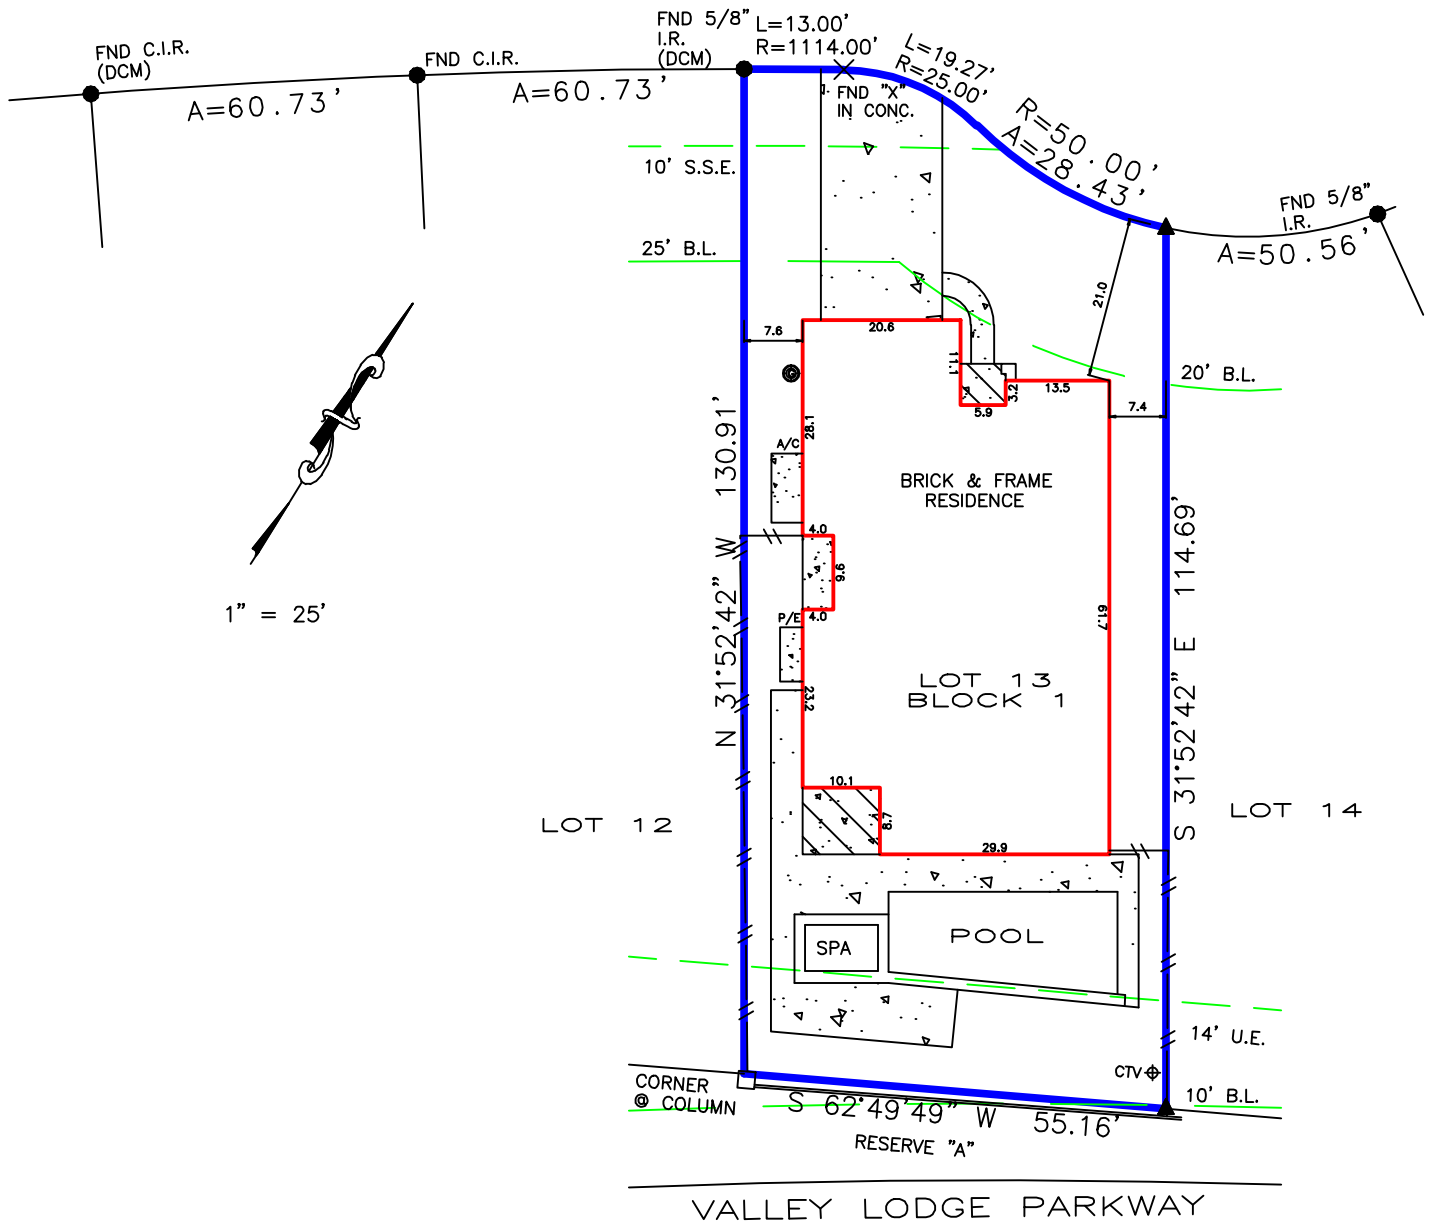 FND C.I.R.
(DCM)
A=60.73'
FND C.I.R.
A=60.73'
FND 5/8"
I.R.
(DCM)
L=13.00'
R=1114.00'
L=19.27'
R=25.00'
FND "X"
IN CONC.
R=50.00'
A=28.43'
FND 5/8"
I.R.
A=50.56'
10' S.S.E.
25' B.L.
21.0
20' B.L.
7.6
20.6
11.1
5.9
3.2
13.5
7.4
28.1
A/C
4.0
9.6
4.0
P/E
23.2
10.1
8.7
29.9
61.7
BRICK & FRAME
RESIDENCE
LOT 13
BLOCK 1
N 31°52'42" W 130.91'
S 31°52'42" E 114.69'
1" = 25'
LOT 12
LOT 14
SPA
POOL
14' U.E.
CTV
10' B.L.
CORNER
@ COLUMN
S 62°49'49" W 55.16'
RESERVE "A"
VALLEY LODGE PARKWAY